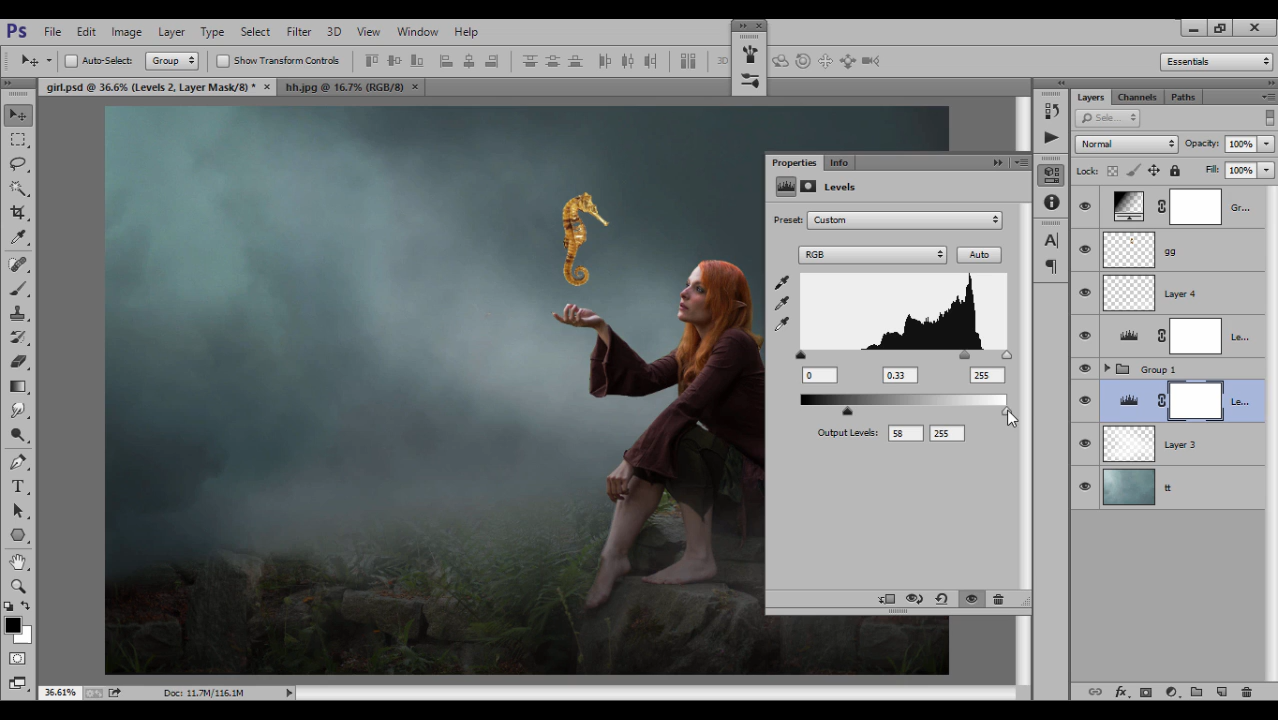 Ps File Edit Image Layer Type Select Filter 3D View Window Help
Auto-Select: Group Show Transform Controls 3D Essentials
girl.psd @ 36.6% (Levels 2, Layer Mask/8) * × hh.jpg @ 16.7% (RGB/8) ×
Layers Channels Paths
Sele...
Normal Opacity: 100%
Lock: Fill: 100%
Properties Info
Levels
Preset: Custom
RGB Auto
0 0.33 255
Output Levels: 58 255
Gr...
gg
Layer 4
Le...
Group 1
Le...
Layer 3
tt
A
T
36.61% Doc: 11.7M/116.1M
fx